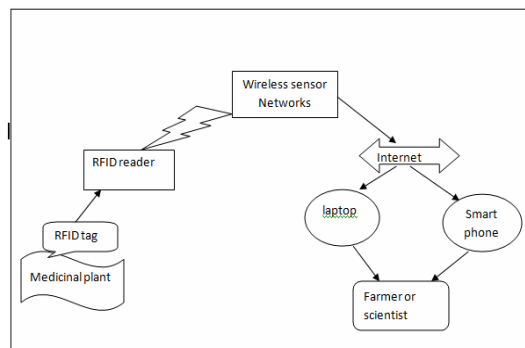 Wireless sensor
Networks
RFID reader
Internet
laptop
Smart
phone
RFID tag
Medicinal plant
Farmer or
scientist